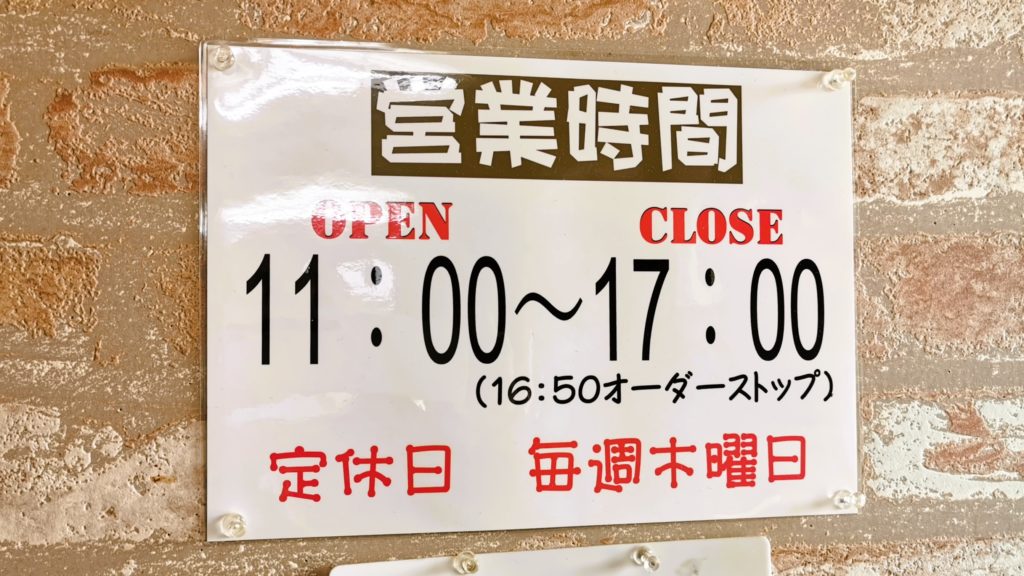 営業時間
OPEN CLOSE
11:00～17:00
(16:50オーダーストップ)
定休日 毎週木曜日